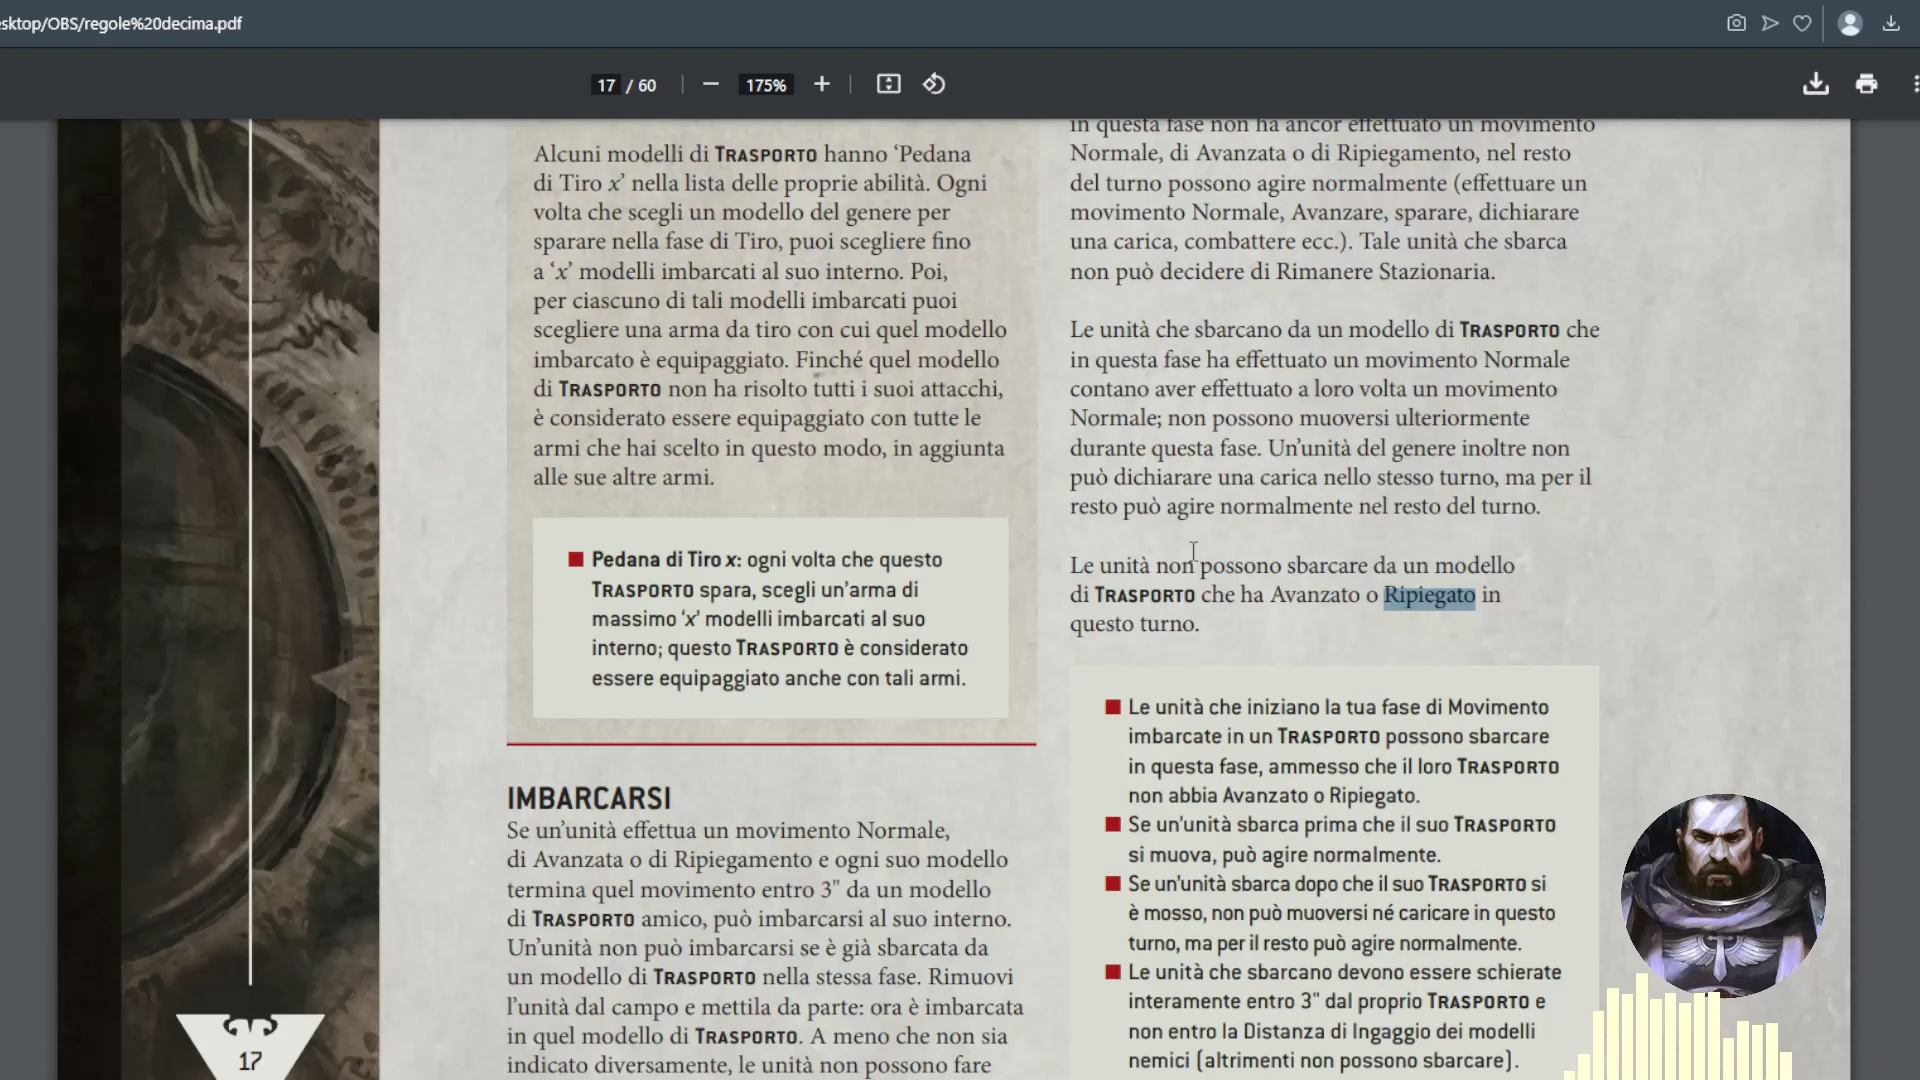 esktop/OBS/regole%20decima.pdf
17 / 60
175%
Alcuni modelli di TRASPORTO hanno ‘Pedana
di Tiro x’ nella lista delle proprie abilità. Ogni
volta che scegli un modello del genere per
sparare nella fase di Tiro, puoi scegliere fino
a ‘x’ modelli imbarcati al suo interno. Poi,
per ciascuno di tali modelli imbarcati puoi
scegliere una arma da tiro con cui quel modello
imbarcato è equipaggiato. Finché quel modello
di TRASPORTO non ha risolto tutti i suoi attacchi,
è considerato essere equipaggiato con tutte le
armi che hai scelto in questo modo, in aggiunta
alle sue altre armi.
Pedana di Tiro x: ogni volta che questo
TRASPORTO spara, scegli un’arma di
massimo ‘x’ modelli imbarcati al suo
interno; questo TRASPORTO è considerato
essere equipaggiato anche con tali armi.
IMBARCARSI
Se un’unità effettua un movimento Normale,
di Avanzata o di Ripiegamento e ogni suo modello
termina quel movimento entro 3" da un modello
di TRASPORTO amico, può imbarcarsi al suo interno.
Un’unità non può imbarcarsi se è già sbarcata da
un modello di TRASPORTO nella stessa fase. Rimuovi
l’unità dal campo e mettila da parte: ora è imbarcata
in quel modello di TRASPORTO. A meno che non sia
indicato diversamente, le unità non possono fare
17
in questa fase non ha ancor effettuato un movimento
Normale, di Avanzata o di Ripiegamento, nel resto
del turno possono agire normalmente (effettuare un
movimento Normale, Avanzare, sparare, dichiarare
una carica, combattere ecc.). Tale unità che sbarca
non può decidere di Rimanere Stazionaria.
Le unità che sbarcano da un modello di TRASPORTO che
in questa fase ha effettuato un movimento Normale
contano aver effettuato a loro volta un movimento
Normale; non possono muoversi ulteriormente
durante questa fase. Un’unità del genere inoltre non
può dichiarare una carica nello stesso turno, ma per il
resto può agire normalmente nel resto del turno.
Le unità non possono sbarcare da un modello
di TRASPORTO che ha Avanzato o Ripiegato in
questo turno.
Le unità che iniziano la tua fase di Movimento
imbarcate in un TRASPORTO possono sbarcare
in questa fase, ammesso che il loro TRASPORTO
non abbia Avanzato o Ripiegato.
Se un’unità sbarca prima che il suo TRASPORTO
si muova, può agire normalmente.
Se un’unità sbarca dopo che il suo TRASPORTO si
è mosso, non può muoversi né caricare in questo
turno, ma per il resto può agire normalmente.
Le unità che sbarcano devono essere schierate
interamente entro 3" dal proprio TRASPORTO e
non entro la Distanza di Ingaggio dei modelli
nemici (altrimenti non possono sbarcare).